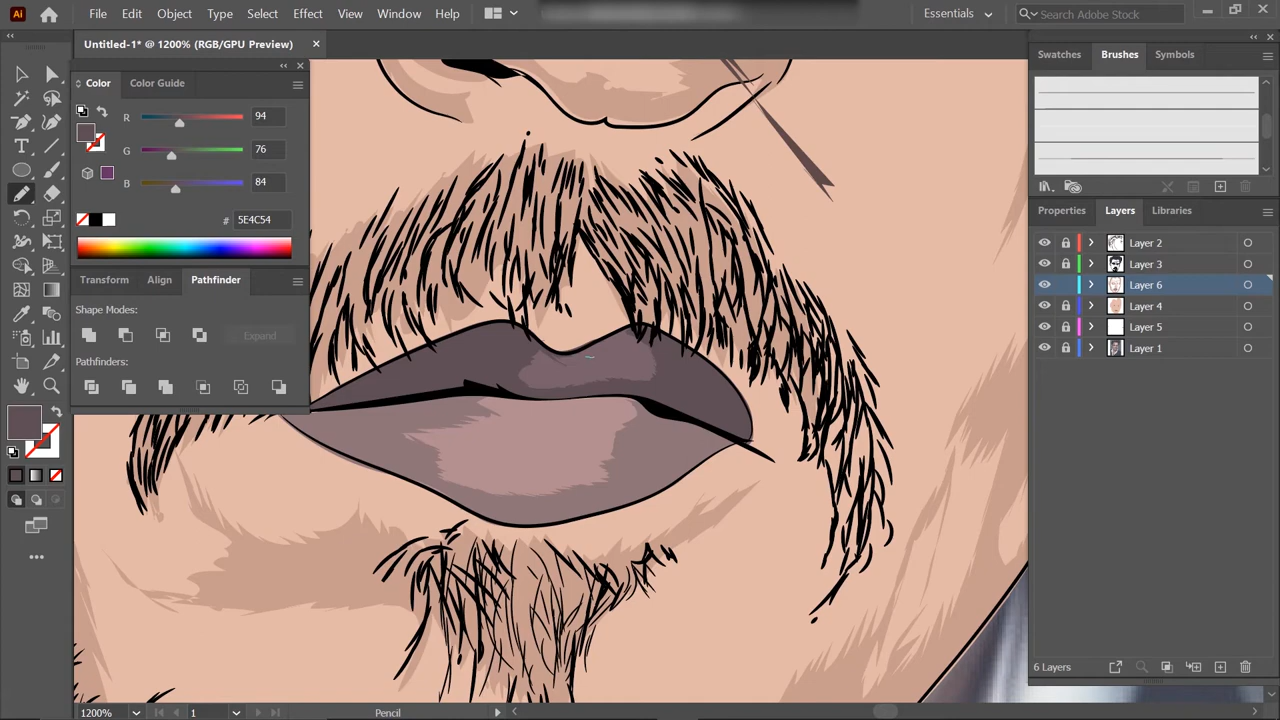 Ai File Edit Object Type Select Effect View Window Help Essentials Search Adobe Stock
Untitled-1* @ 1200% (RGB/GPU Preview)
Color Color Guide
R 94
G 76
B 84
# 5E4C54
Transform Align Pathfinder
Shape Modes:
Expand
Pathfinders:
Swatches Brushes Symbols
Properties Layers Libraries
Layer 2
Layer 3
Layer 6
Layer 4
Layer 5
Layer 1
6 Layers
1200% 1 Pencil